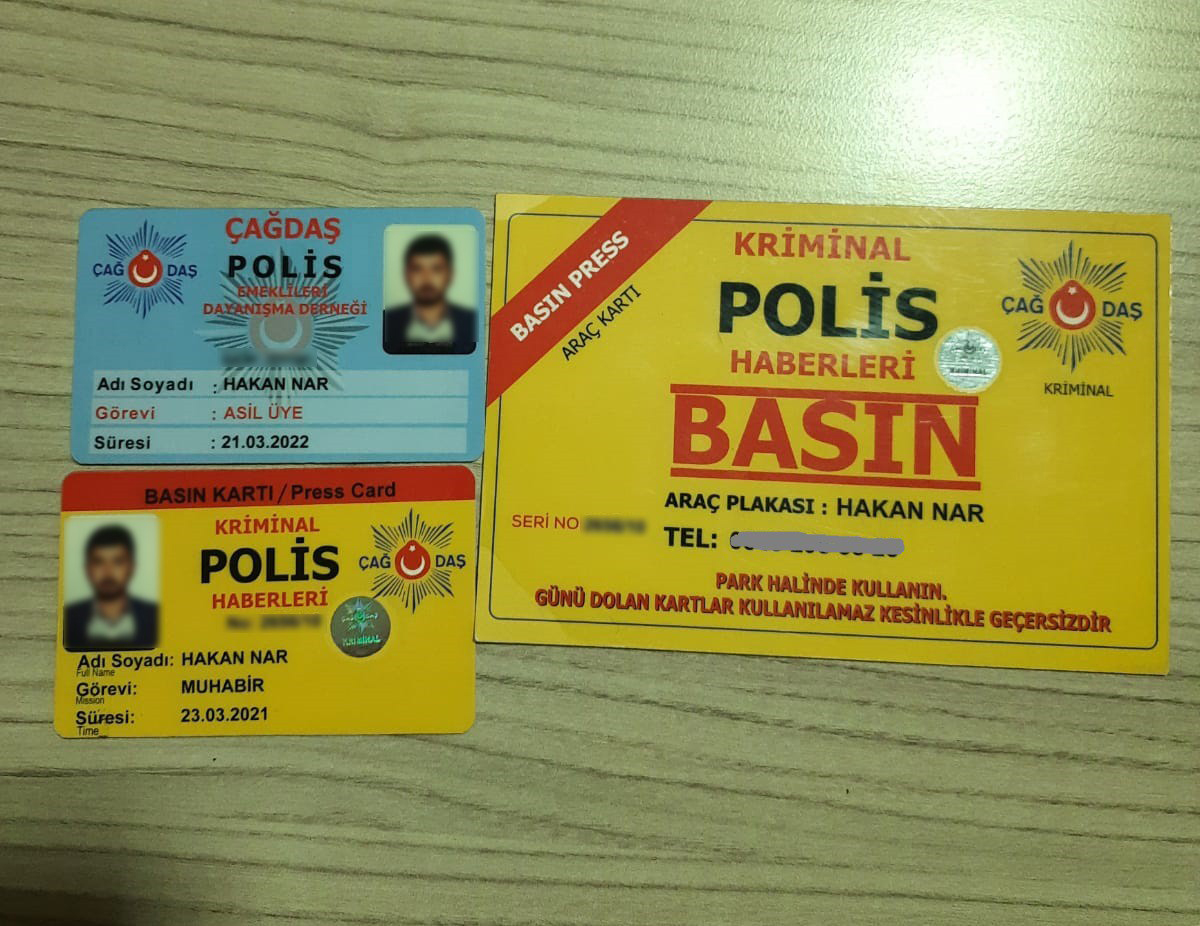 ÇAĞDAŞ
POLİS
EMEKLİLERİ
DAYANIŞMA DERNEĞİ
ÇAĞ DAŞ
Adı Soyadı : HAKAN NAR
Görevi : ASİL ÜYE
Süresi : 21.03.2022
BASIN KARTI / Press Card
KRİMİNAL
POLİS
HABERLERİ
ÇAĞ DAŞ
KRİMİNAL
Adı Soyadı: HAKAN NAR
Full Name
Görevi: MUHABİR
Mission
Süresi: 23.03.2021
Time
BASIN PRESS
ARAÇ KARTI
KRİMİNAL
POLİS
HABERLERİ
BASIN
ÇAĞ DAŞ
KRİMİNAL
ARAÇ PLAKASI : HAKAN NAR
SERİ NO
TEL:
PARK HALİNDE KULLANIN.
GÜNÜ DOLAN KARTLAR KULLANILAMAZ KESİNLİKLE GEÇERSİZDİR